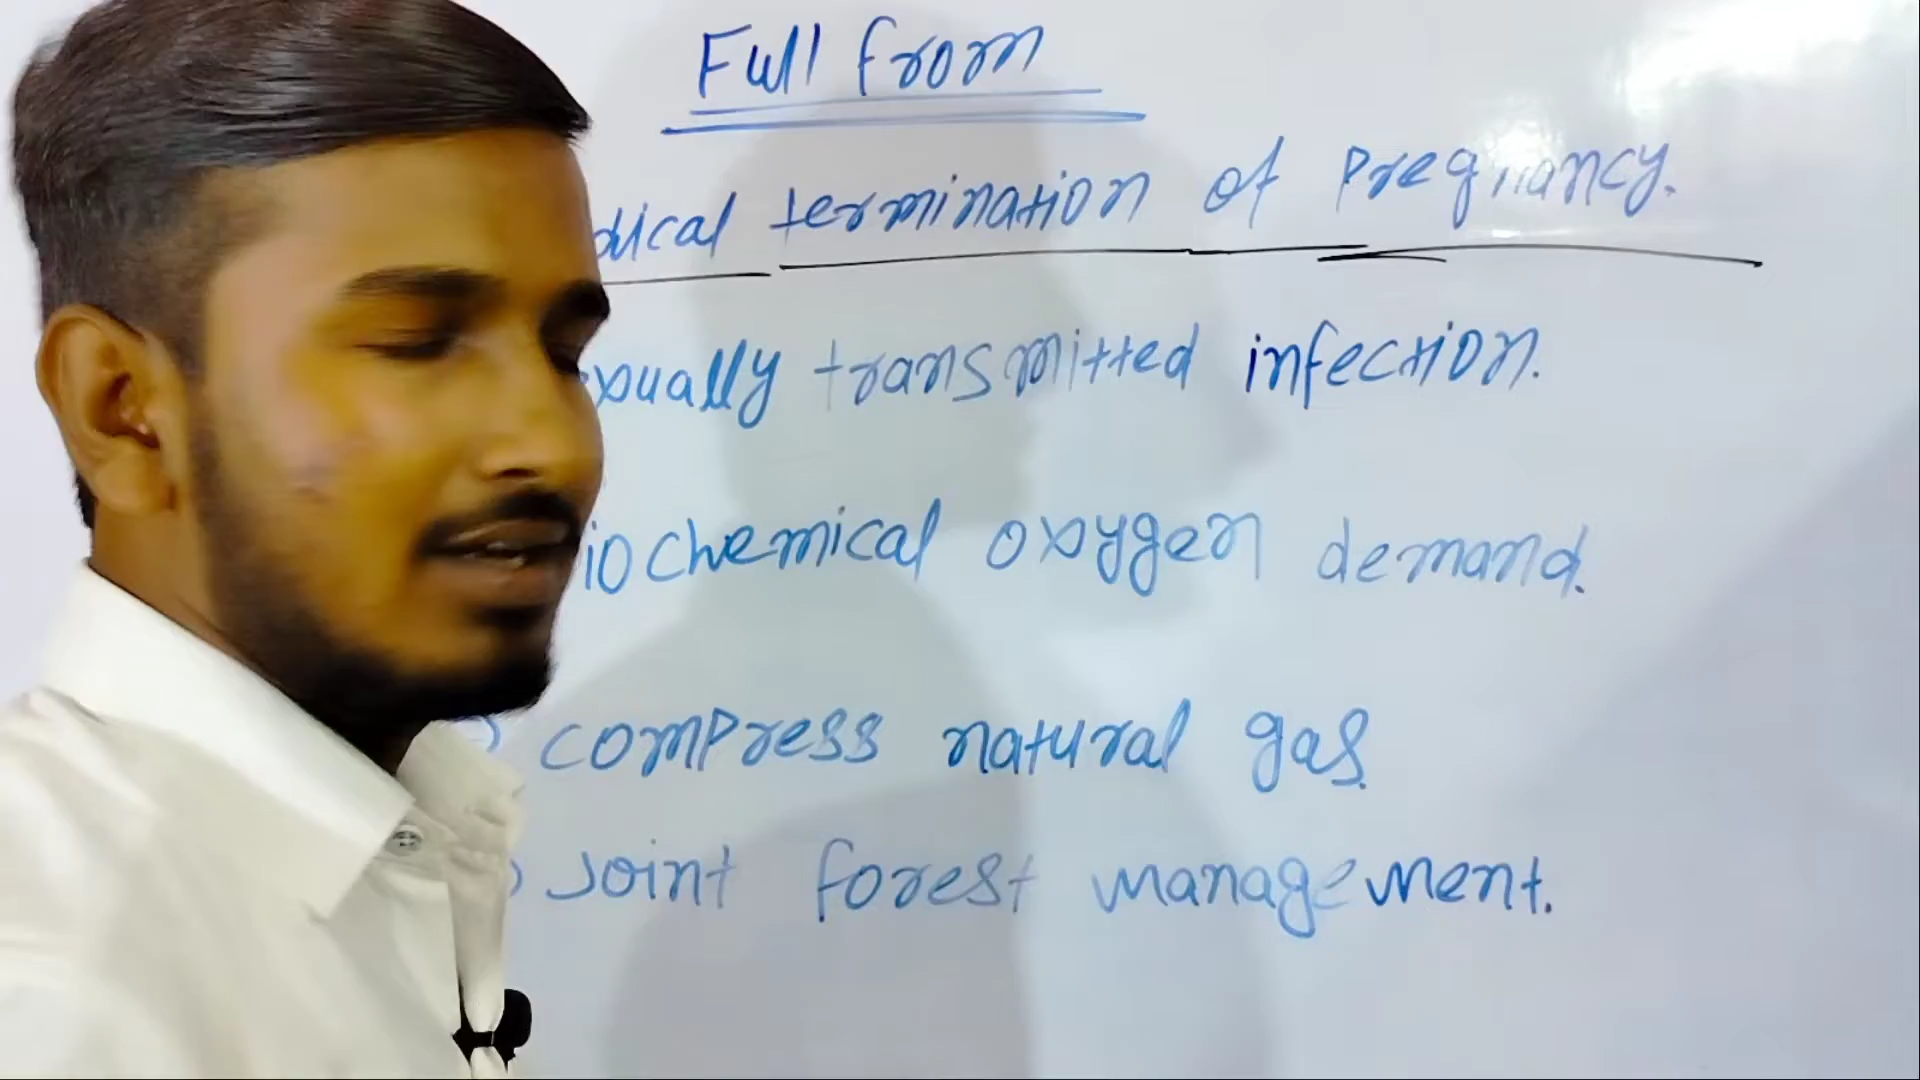 Full from
dical termination of Pregnancy.
xually transmitted infection.
iochemical oxygen demand.
compress natural gas.
Joint forest management.